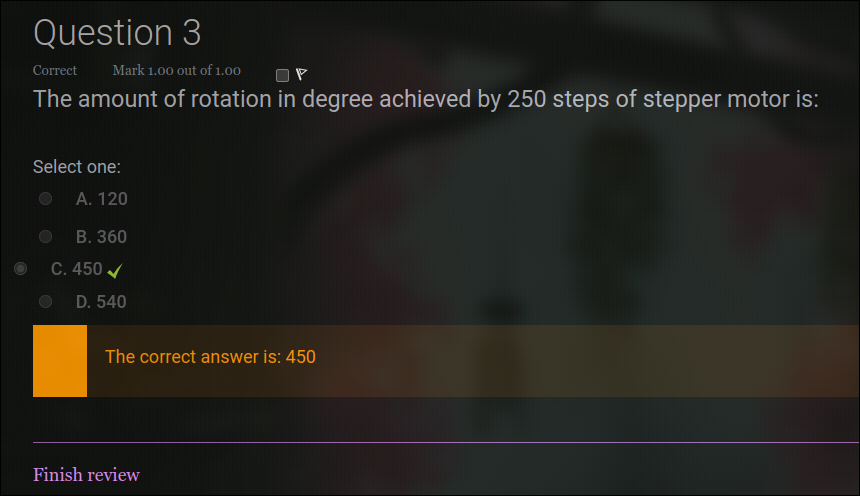 Question 3
Correct Mark 1.00 out of 1.00
The amount of rotation in degree achieved by 250 steps of stepper motor is:
Select one:
A. 120
B. 360
C. 450
D. 540
The correct answer is: 450
Finish review